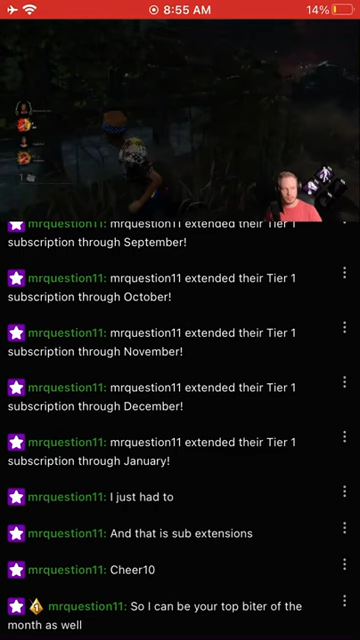 8:55 AM
14%
mrquestion11: mrquestion11 extended their Tier 1
subscription through September!
mrquestion11: mrquestion11 extended their Tier 1
subscription through October!
mrquestion11: mrquestion11 extended their Tier 1
subscription through November!
mrquestion11: mrquestion11 extended their Tier 1
subscription through December!
mrquestion11: mrquestion11 extended their Tier 1
subscription through January!
mrquestion11: I just had to
mrquestion11: And that is sub extensions
mrquestion11: Cheer10
mrquestion11: So I can be your top biter of the
month as well